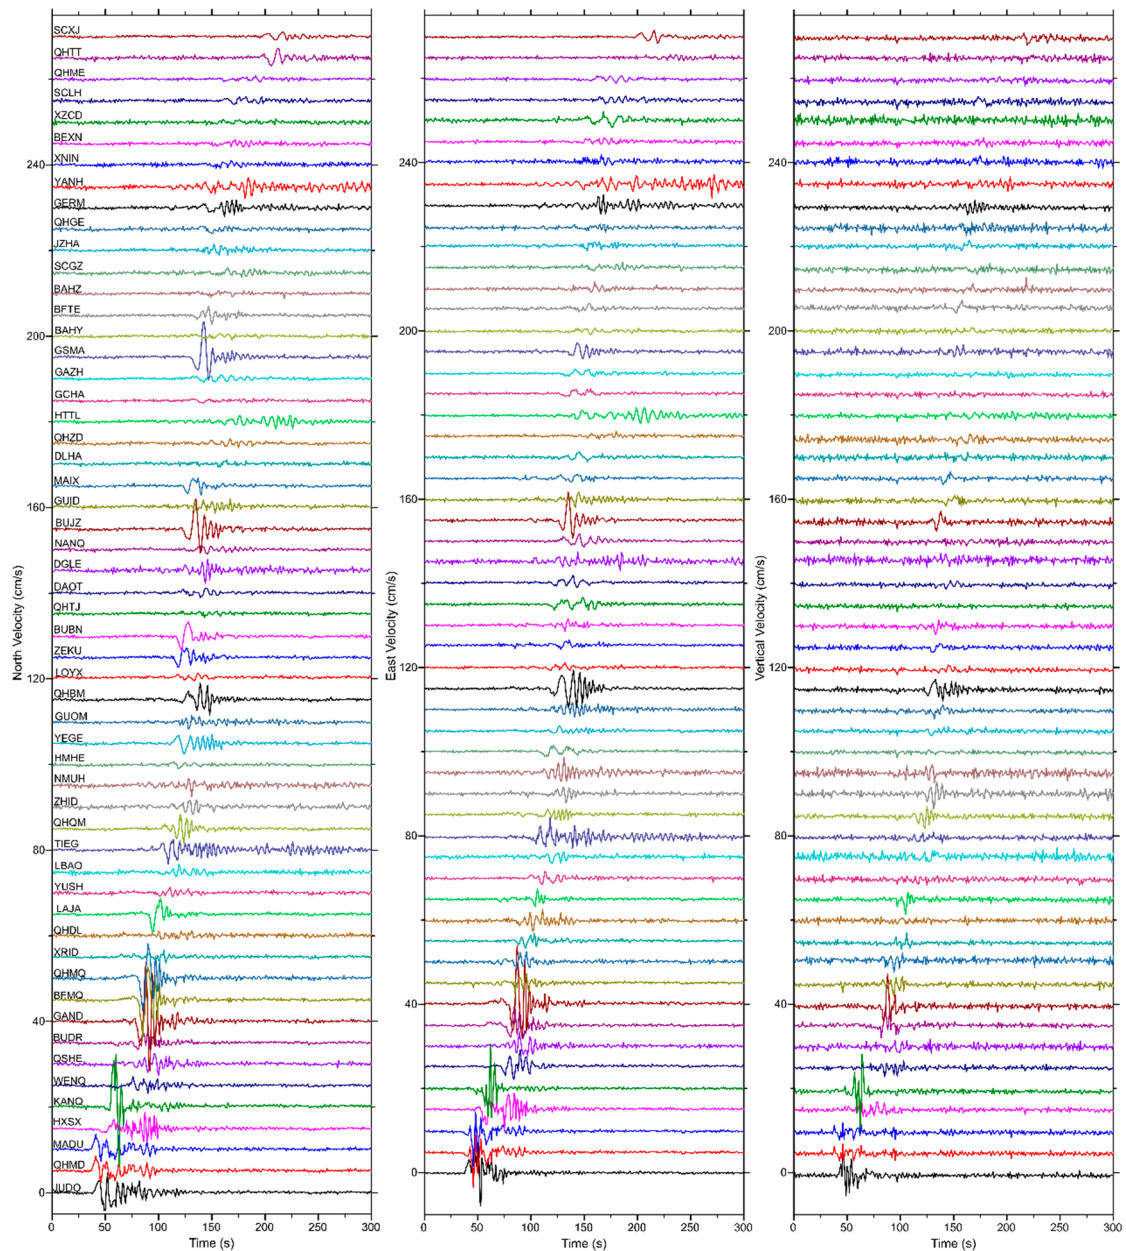 SCXJ
QHTT
QHME
SCLH
XZCD
BEXN
XNIN
240
240
240
YANH
GERM
QHGE
JZHA
SCGZ
BAHZ
BFTE
BAHY
200
200
200
GSMA
GAZH
GCHA
HTTL
QHZD
DLHA
MAIX
GUID
160
160
160
BUJZ
NANQ
DGLE
DAOT
QHTJ
BUBN
ZEKU
LOYX
120
120
120
QHBM
GUOM
YEGE
HMHE
NMUH
ZHID
QHQM
TIEG
80
80
80
LBAQ
YUSH
LAJA
QHDL
XRID
QHMQ
BFMQ
GAND
40
40
40
BUDR
QSHE
WENQ
KANQ
HXSX
MADU
QHMD
JUDQ
0
0
0
North Velocity (cm/s)
East Velocity (cm/s)
Vertical Velocity (cm/s)
0 50 100 150 200 250 300
0 50 100 150 200 250 300
0 50 100 150 200 250 300
Time (s)
Time (s)
Time (s)